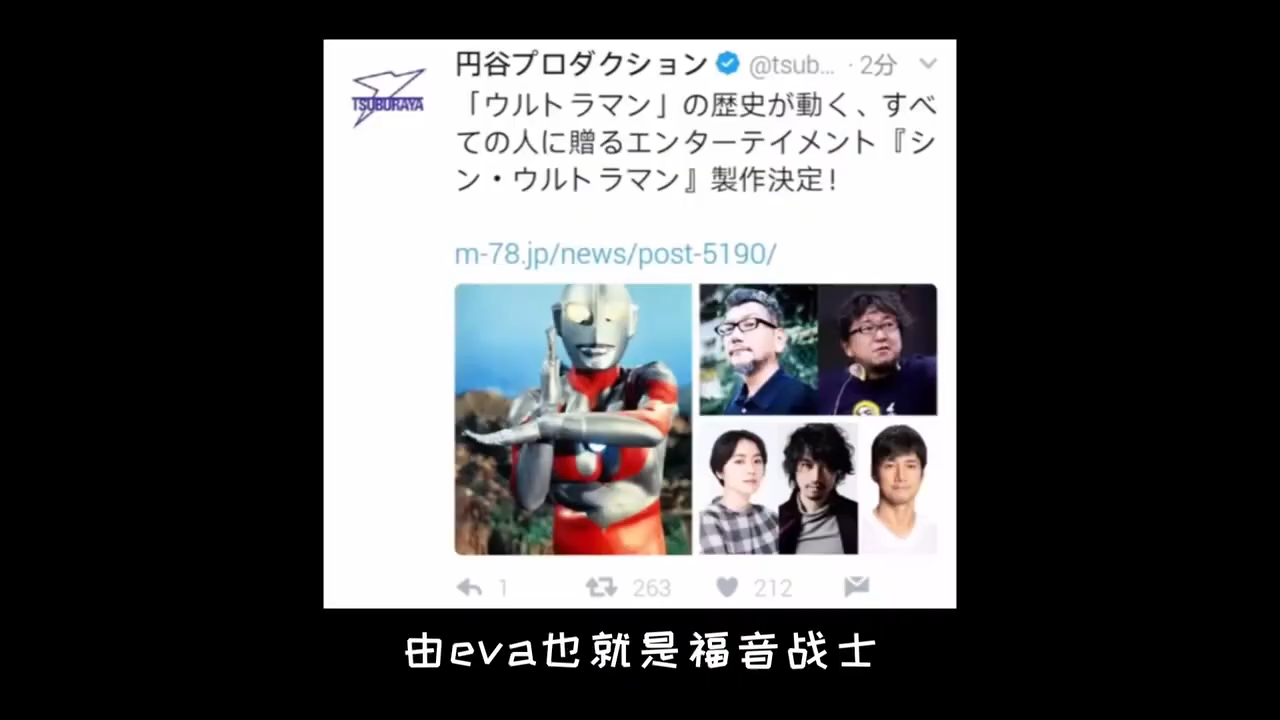 円谷プロダクション @tsub... · 2分
TSUBURAYA
「ウルトラマン」の歴史が動く、すべ
ての人に贈るエンターテイメント『シ
ン・ウルトラマン』製作決定!
m-78.jp/news/post-5190/
1 263 212
由eva也就是福音战士